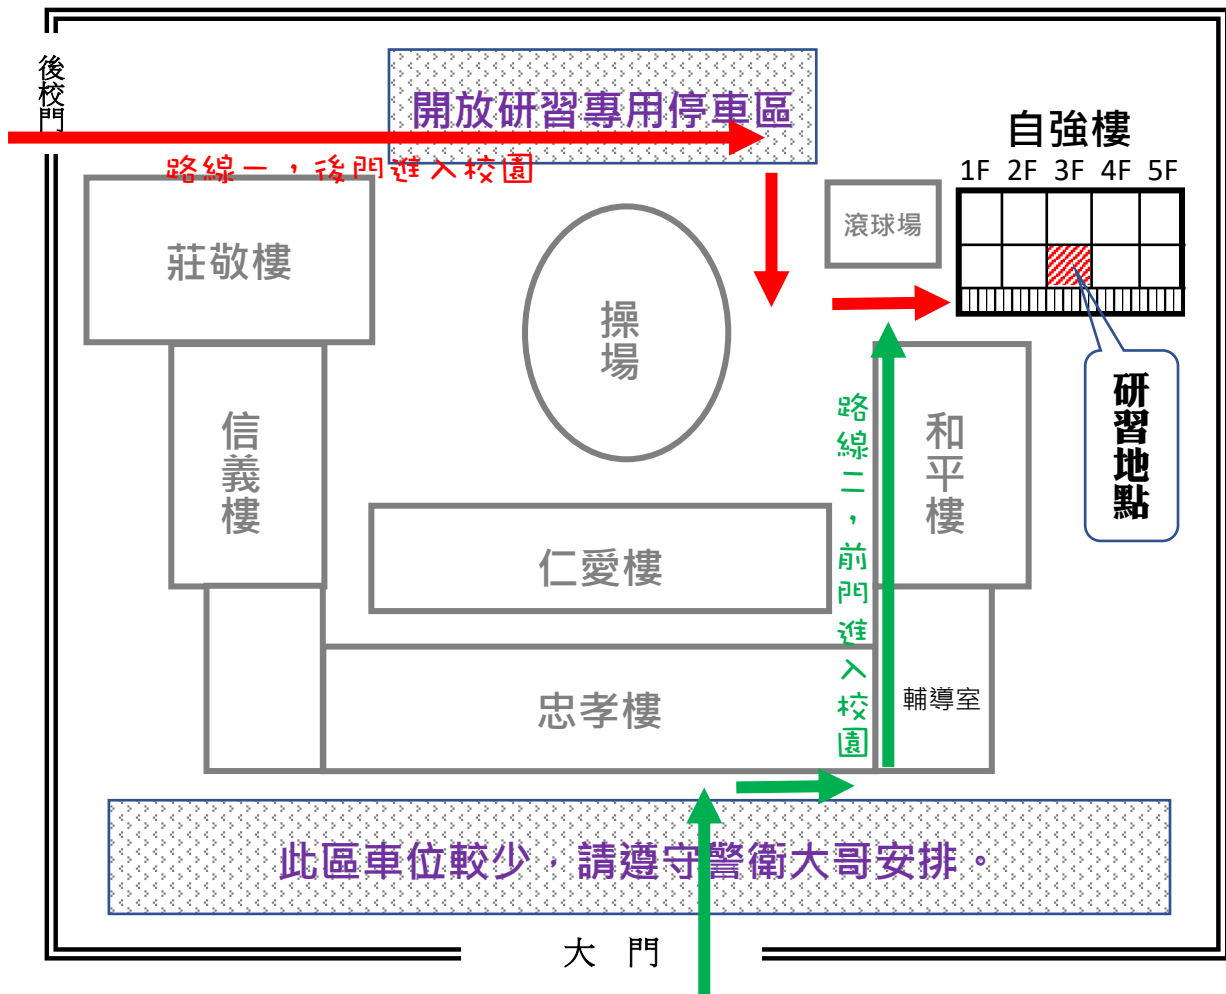 後校門
開放研習專用停車區
路線一，後門進入校園
自強樓
1F 2F 3F 4F 5F
滾球場
莊敬樓
操場
研習地點
信義樓
路線二，前門進入校園
和平樓
仁愛樓
忠孝樓
輔導室
此區車位較少，請遵守警衛大哥安排。
大 門